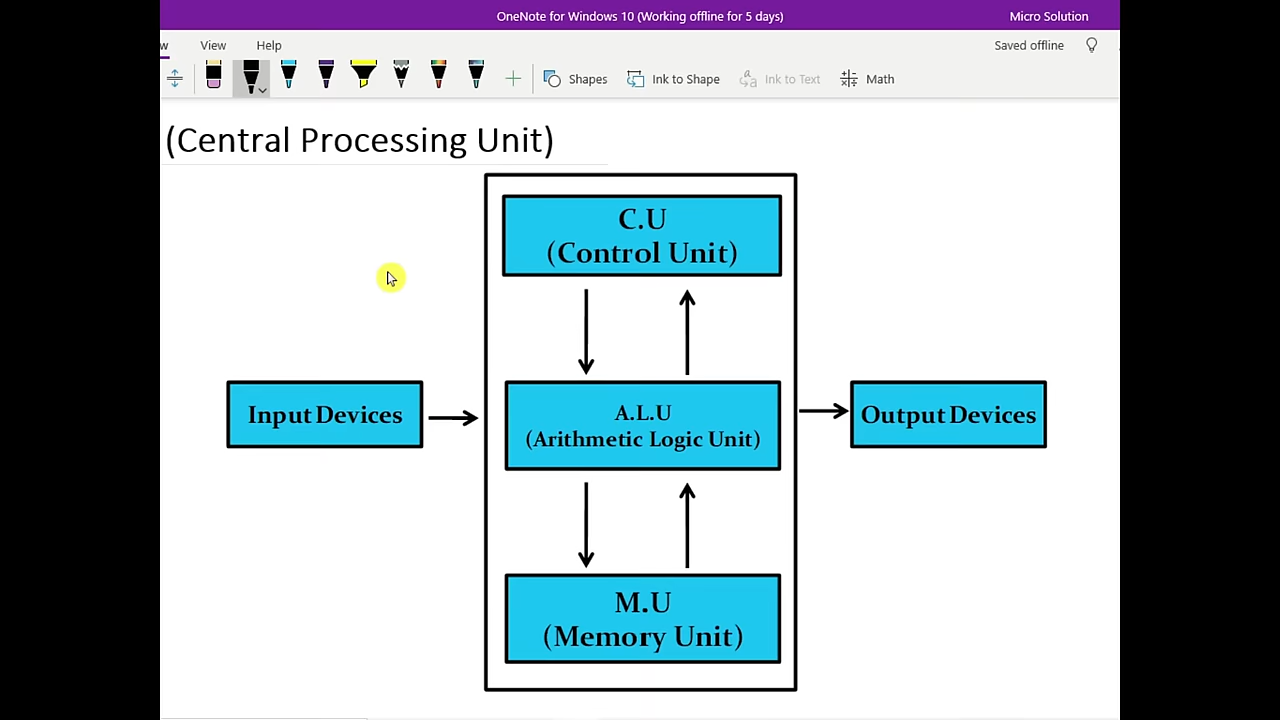 OneNote for Windows 10 (Working offline for 5 days)
Micro Solution
w
View
Help
Saved offline
Shapes
Ink to Shape
Ink to Text
Math
(Central Processing Unit)
C.U
(Control Unit)
Input Devices
A.L.U
(Arithmetic Logic Unit)
Output Devices
M.U
(Memory Unit)